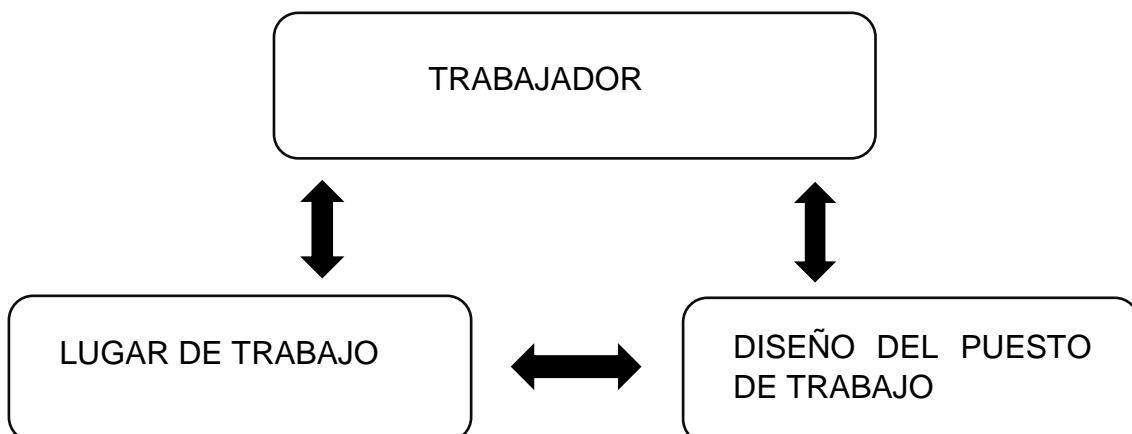 TRABAJADOR
LUGAR DE TRABAJO
DISEÑO DEL PUESTO
DE TRABAJO